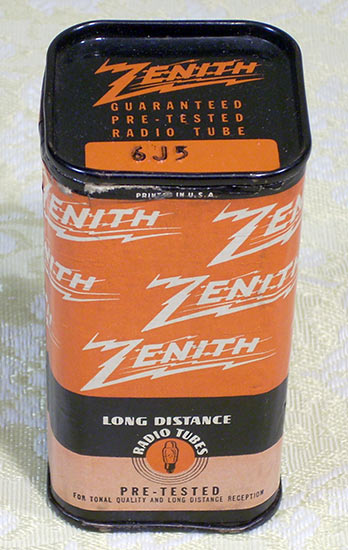 ZENITH
GUARANTEED
PRE-TESTED
RADIO TUBE
6J5
PRINTED IN U.S.A.
ZENITH
ZENITH
ZENITH
ZENITH
LONG DISTANCE
RADIO TUBES
PRE-TESTED
FOR TONAL QUALITY AND LONG DISTANCE RECEPTION